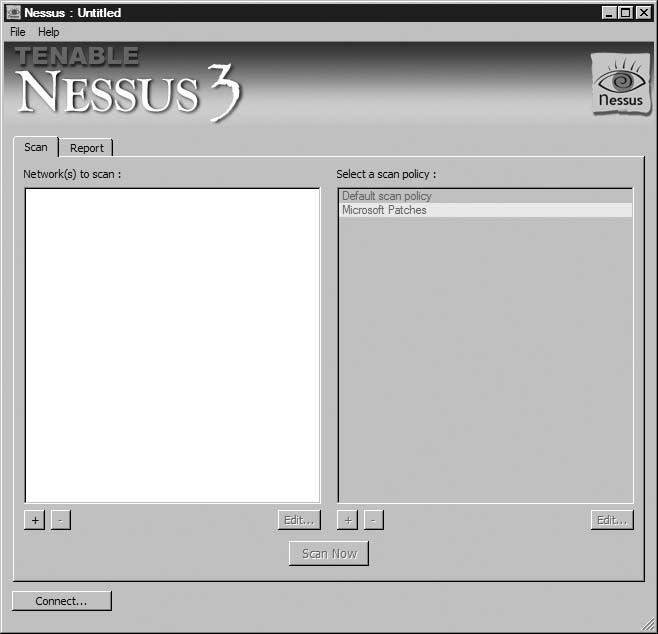 Nessus : Untitled
File Help
TENABLE
NESSUS 3
Nessus
Scan Report
Network(s) to scan : Select a scan policy :
Default scan policy
Microsoft Patches
+ - Edit... + - Edit...
Scan Now
Connect...